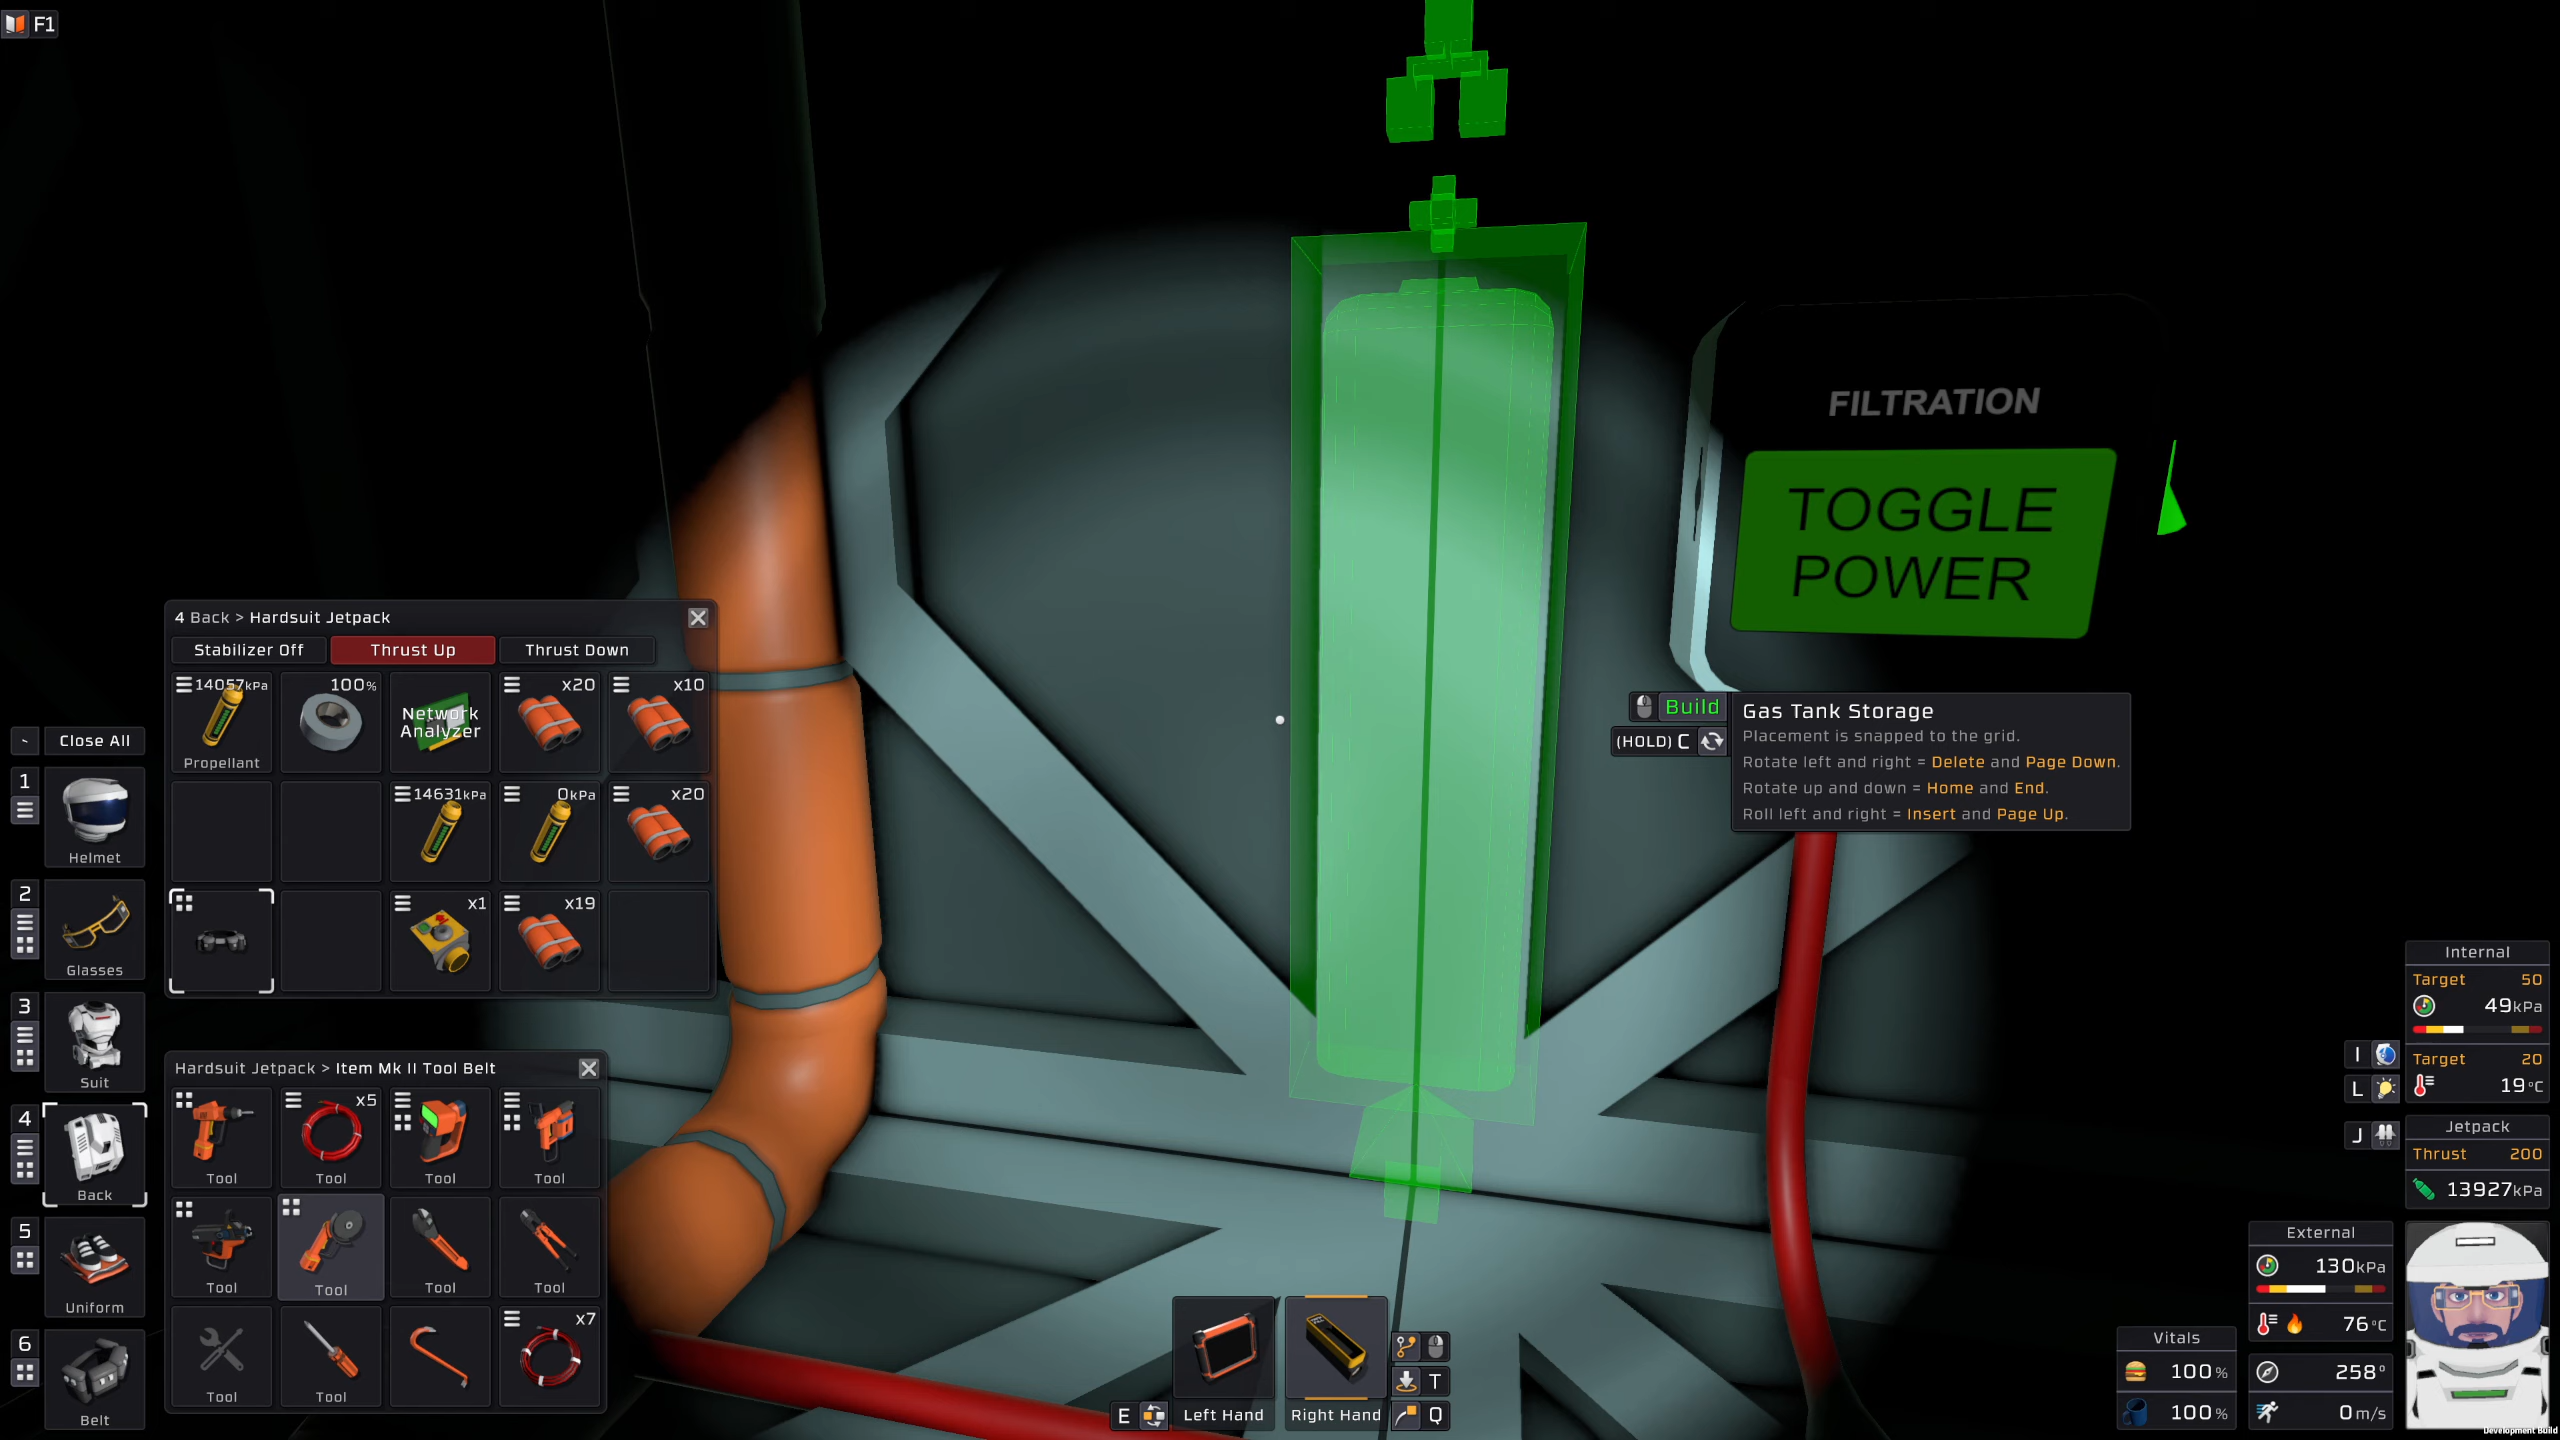 F1
FILTRATION
TOGGLE
POWER
Build
(HOLD) C
Gas Tank Storage
Placement is snapped to the grid.
Rotate left and right = Delete and Page Down.
Rotate up and down = Home and End.
Roll left and right = Insert and Page Up.
4 Back > Hardsuit Jetpack
Stabilizer Off
Thrust Up
Thrust Down
14057kPa
100%
x20
x10
Network
Analyzer
Propellant
14631kPa
0kPa
x20
x1
x19
~
Close All
1
Helmet
2
Glasses
3
Suit
4
Back
5
Uniform
6
Belt
Hardsuit Jetpack > Item Mk II Tool Belt
x5
Tool
Tool
Tool
Tool
Tool
Tool
Tool
Tool
x7
Tool
Tool
E
Left Hand
Right Hand
T
Q
Internal
Target 50
49kPa
Target 20
19°C
I
L
J
Jetpack
Thrust 200
13927kPa
External
130kPa
76°C
258°
0m/s
Vitals
100%
100%
Development Build